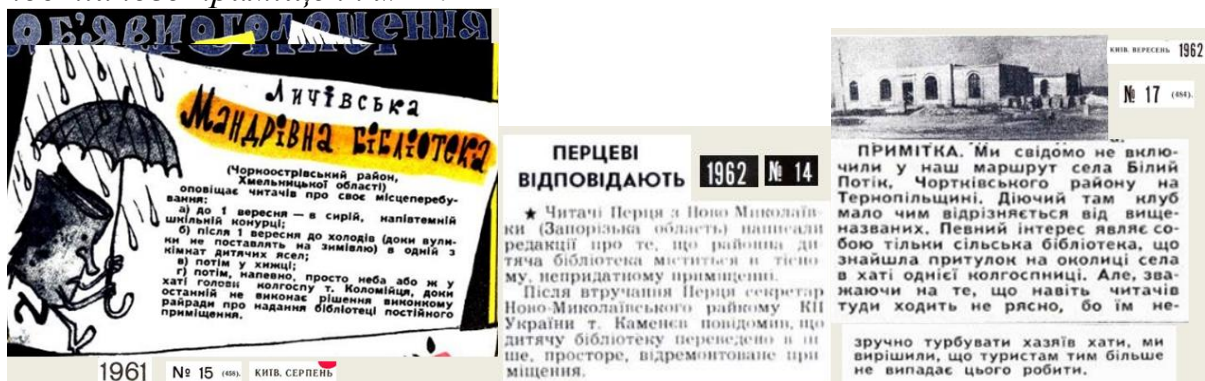 ОБ'ЯВИ ОГОЛОШЕННЯ
Личівська
Мандрівна бібліотека
(Чорноострівський район,
Хмельницької області)
оповіщає читачів про своє місцеперебу-
вання:
а) до 1 вересня — в сирій, напівтемній
шкільній конурці;
б) після 1 вересня до холодів (доки вули-
ки не поставлять на зимівлю) в одній з
кімнат дитячих ясел;
в) потім у хижці;
г) потім, напевно, просто неба або ж у
хаті голови колгоспу т. Коломійця, доки
останній не виконає рішення виконкому
райради про надання бібліотеці постійного
приміщення.
1961 № 15 (458). КИЇВ. СЕРПЕНЬ
ПЕРЦЕВІ
ВІДПОВІДАЮТЬ
1962 № 14
★ Читачі Перця з Ново Миколаїв-
ки (Запорізька область) написали
редакції про те, що районна ди-
тяча бібліотека міститься в тісно
му, непридатному приміщенні.
Після втручання Перця секретар
Ново-Миколаївського райкому КП
України т. Каменєв повідомив, що
дитячу бібліотеку переведено в ін
ше, просторе, відремонтоване при
міщення.
КИЇВ. ВЕРЕСЕНЬ 1962
№ 17 (484).
ПРИМІТКА. Ми свідомо не вклю-
чили у наш маршрут села Білий
Потік, Чортківського району на
Тернопільщині. Діючий там клуб
мало чим відрізняється від вище-
названих. Певний інтерес являє со-
бою тільки сільська бібліотека, що
знайшла притулок на околиці села
в хаті однієї колгоспниці. Але, зва-
жаючи на те, що навіть читачів
туди ходить не рясно, бо їм не-
зручно турбувати хазяїв хати, ми
вирішили, що туристам тим більше
не випадає цього робити.